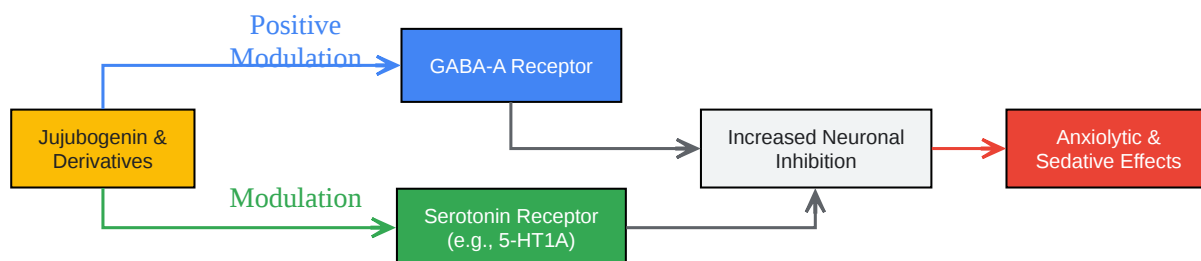 Positive
Modulation
GABA-A Receptor
Jujubogenin &
Derivatives
Increased Neuronal
Inhibition
Anxiolytic &
Sedative Effects
Modulation
Serotonin Receptor
(e.g., 5-HT1A)